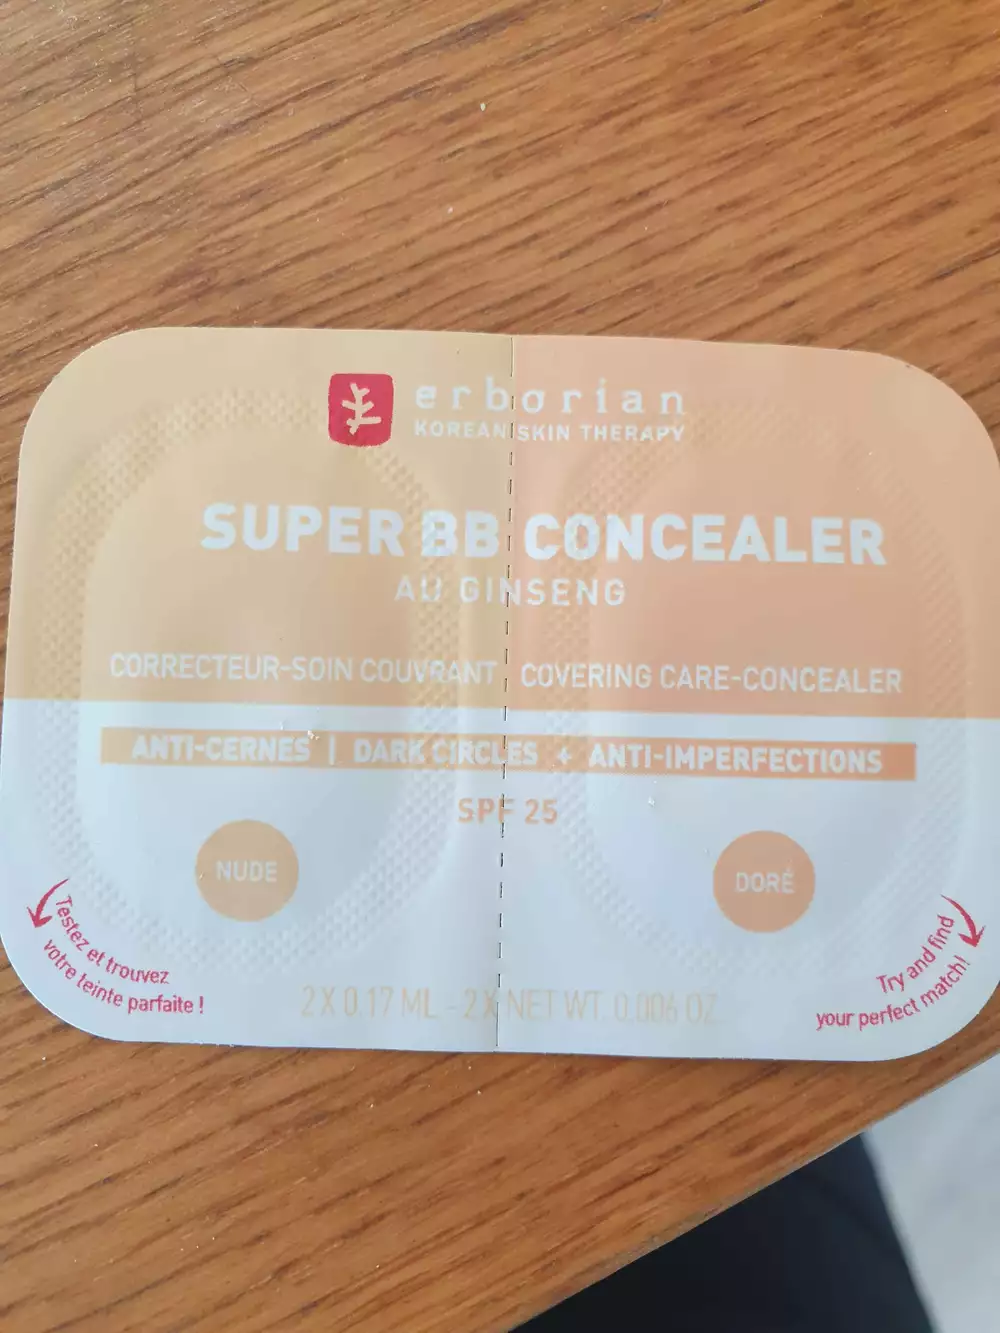 erborian
KOREAN SKIN THERAPY
SUPER BB CONCEALER
AU GINSENG
CORRECTEUR-SOIN COUVRANT COVERING CARE-CONCEALER
ANTI-CERNES | DARK CIRCLES + ANTI-IMPERFECTIONS
SPF 25
NUDE
DORÉ
Testez et trouvez
votre teinte parfaite !
Try and find
your perfect match!
2 X 0.17 ML - 2 X NET WT. 0.006 OZ.